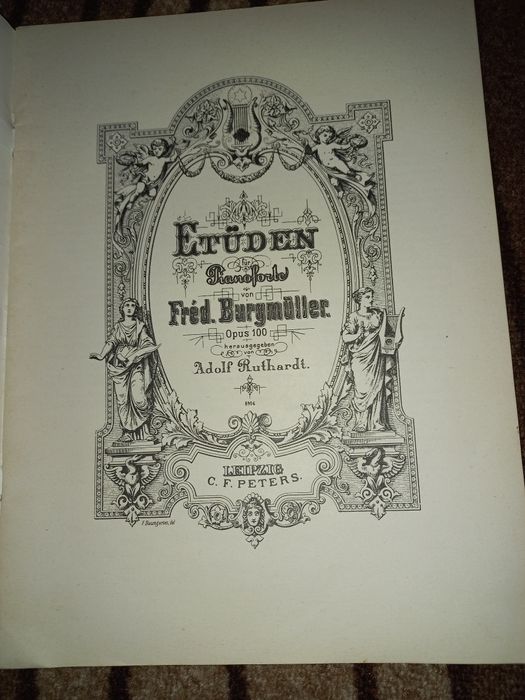 ETÜDEN
für
Pianoforte
von
Fréd. Burgmüller.
Opus 100
herausgegeben
von
Adolf Ruthardt.
LEIPZIG
C. F. PETERS.